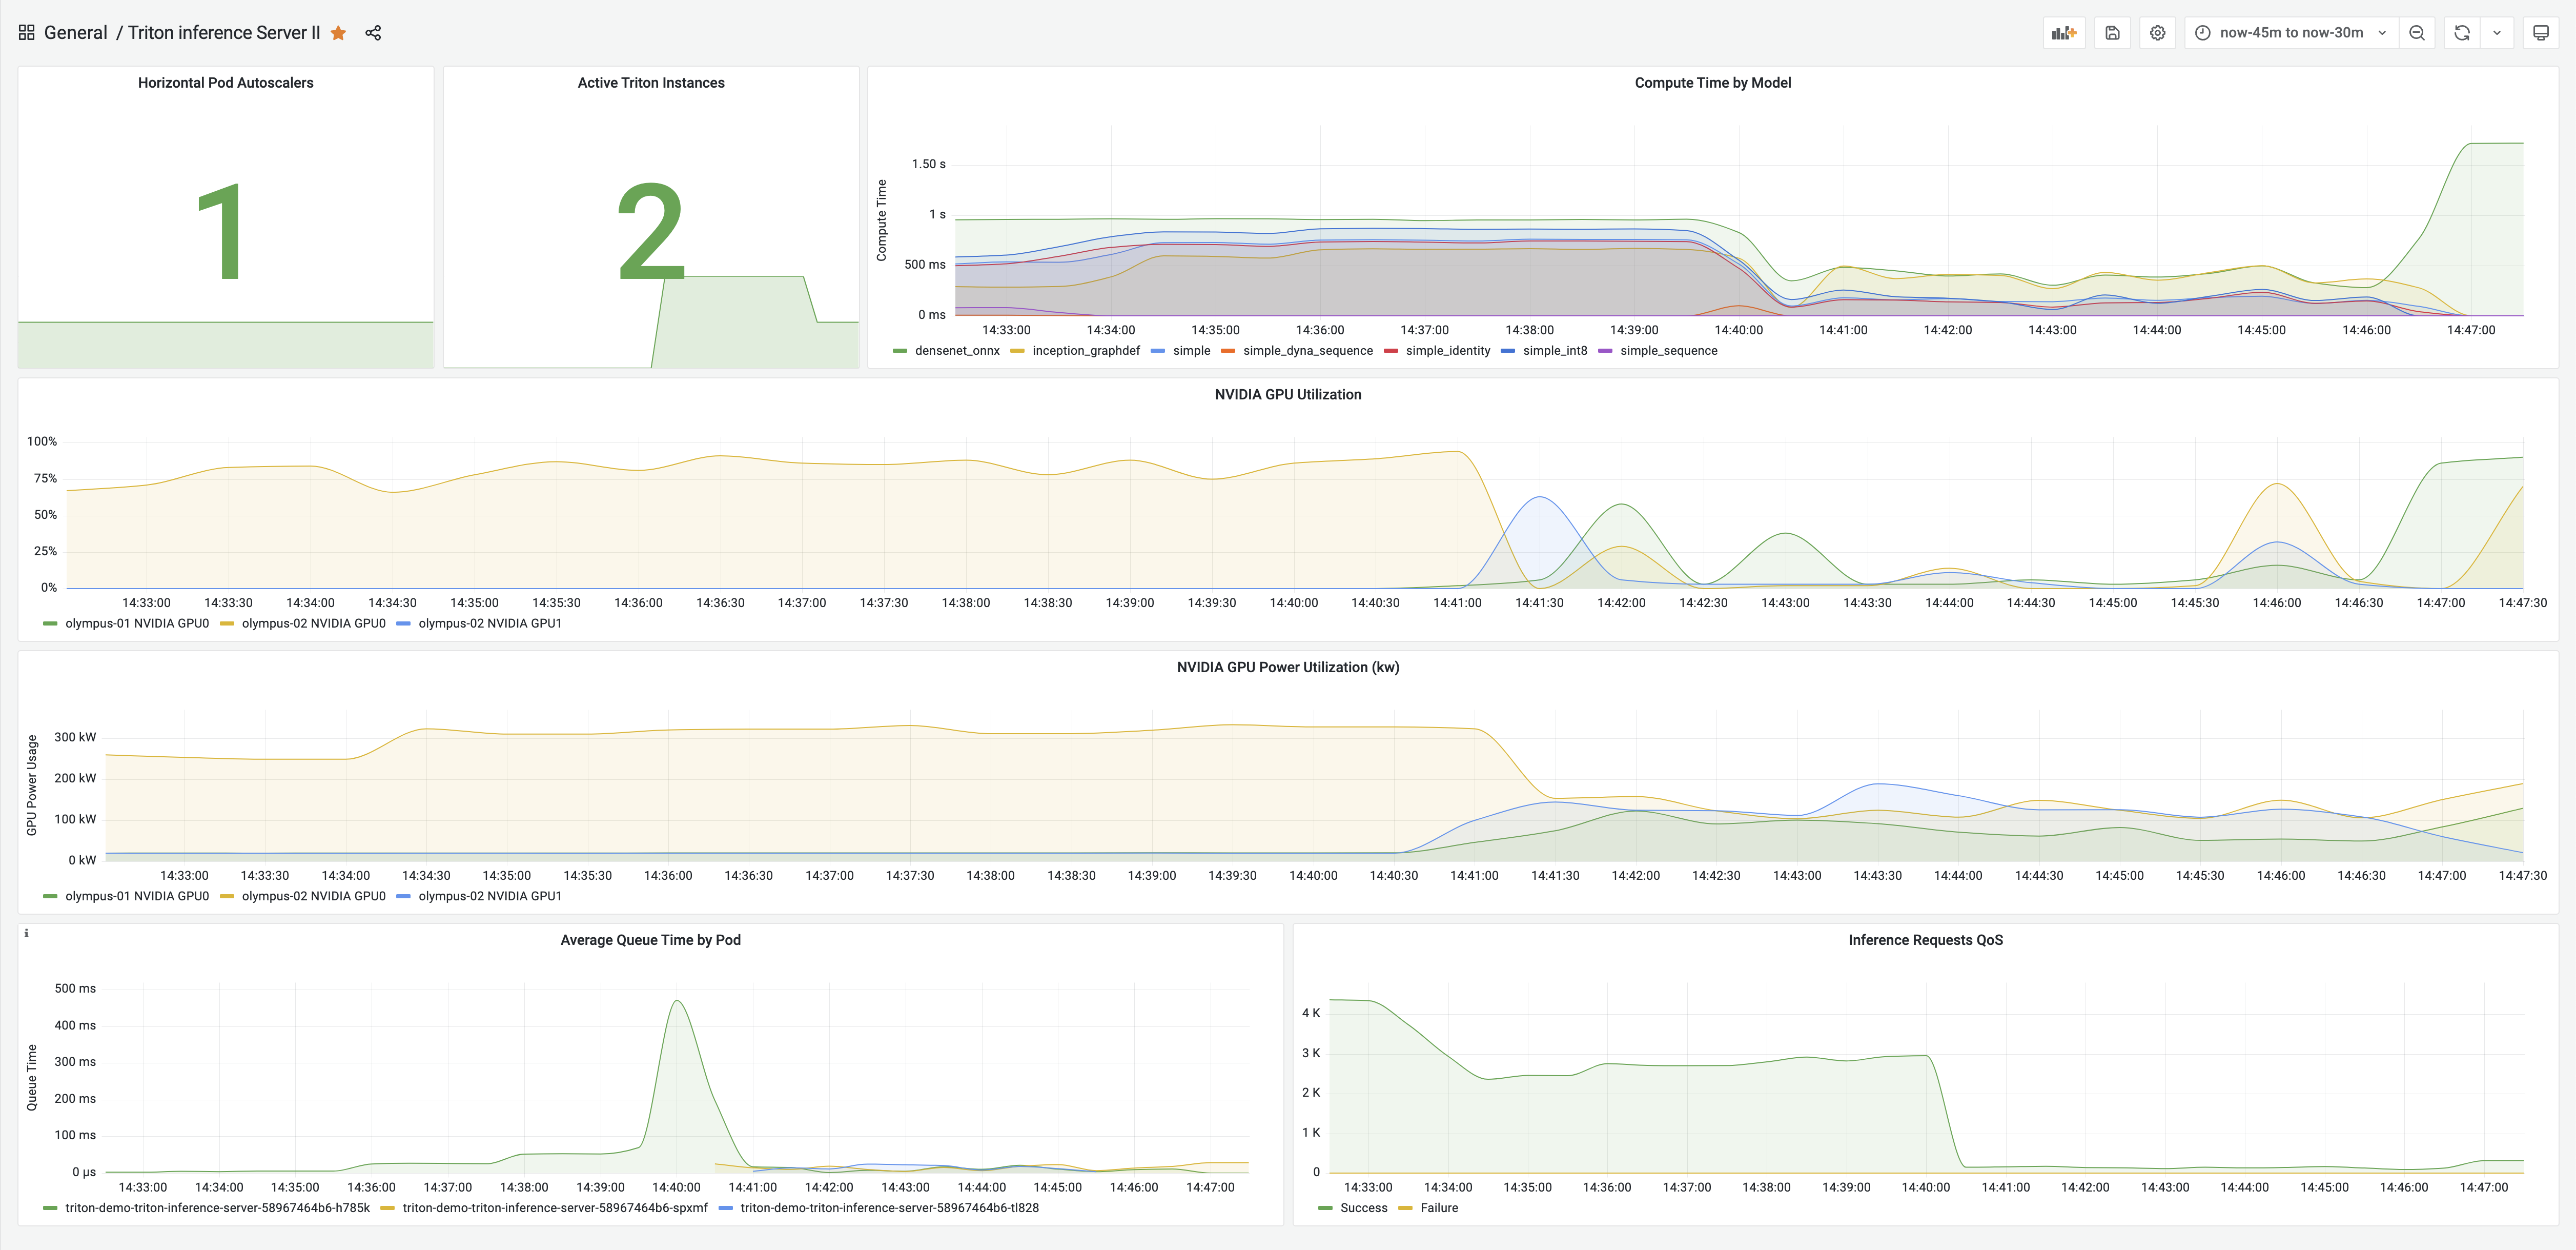 General / Triton inference Server II
now-45m to now-30m
Horizontal Pod Autoscalers
1
Active Triton Instances
2
Compute Time by Model
Compute Time
1.50 s
1 s
500 ms
0 ms
14:33:00 14:34:00 14:35:00 14:36:00 14:37:00 14:38:00 14:39:00 14:40:00 14:41:00 14:42:00 14:43:00 14:44:00 14:45:00 14:46:00 14:47:00
densenet_onnx inception_graphdef simple simple_dyna_sequence simple_identity simple_int8 simple_sequence
NVIDIA GPU Utilization
100%
75%
50%
25%
0%
14:33:00 14:33:30 14:34:00 14:34:30 14:35:00 14:35:30 14:36:00 14:36:30 14:37:00 14:37:30 14:38:00 14:38:30 14:39:00 14:39:30 14:40:00 14:40:30 14:41:00 14:41:30 14:42:00 14:42:30 14:43:00 14:43:30 14:44:00 14:44:30 14:45:00 14:45:30 14:46:00 14:46:30 14:47:00 14:47:30
olympus-01 NVIDIA GPU0 olympus-02 NVIDIA GPU0 olympus-02 NVIDIA GPU1
NVIDIA GPU Power Utilization (kw)
GPU Power Usage
300 kW
200 kW
100 kW
0 kW
14:33:00 14:33:30 14:34:00 14:34:30 14:35:00 14:35:30 14:36:00 14:36:30 14:37:00 14:37:30 14:38:00 14:38:30 14:39:00 14:39:30 14:40:00 14:40:30 14:41:00 14:41:30 14:42:00 14:42:30 14:43:00 14:43:30 14:44:00 14:44:30 14:45:00 14:45:30 14:46:00 14:46:30 14:47:00 14:47:30
olympus-01 NVIDIA GPU0 olympus-02 NVIDIA GPU0 olympus-02 NVIDIA GPU1
i
Average Queue Time by Pod
Queue Time
500 ms
400 ms
300 ms
200 ms
100 ms
0 µs
14:33:00 14:34:00 14:35:00 14:36:00 14:37:00 14:38:00 14:39:00 14:40:00 14:41:00 14:42:00 14:43:00 14:44:00 14:45:00 14:46:00 14:47:00
triton-demo-triton-inference-server-58967464b6-h785k triton-demo-triton-inference-server-58967464b6-spxmf triton-demo-triton-inference-server-58967464b6-tl828
Inference Requests QoS
4 K
3 K
2 K
1 K
0
14:33:00 14:34:00 14:35:00 14:36:00 14:37:00 14:38:00 14:39:00 14:40:00 14:41:00 14:42:00 14:43:00 14:44:00 14:45:00 14:46:00 14:47:00
Success Failure